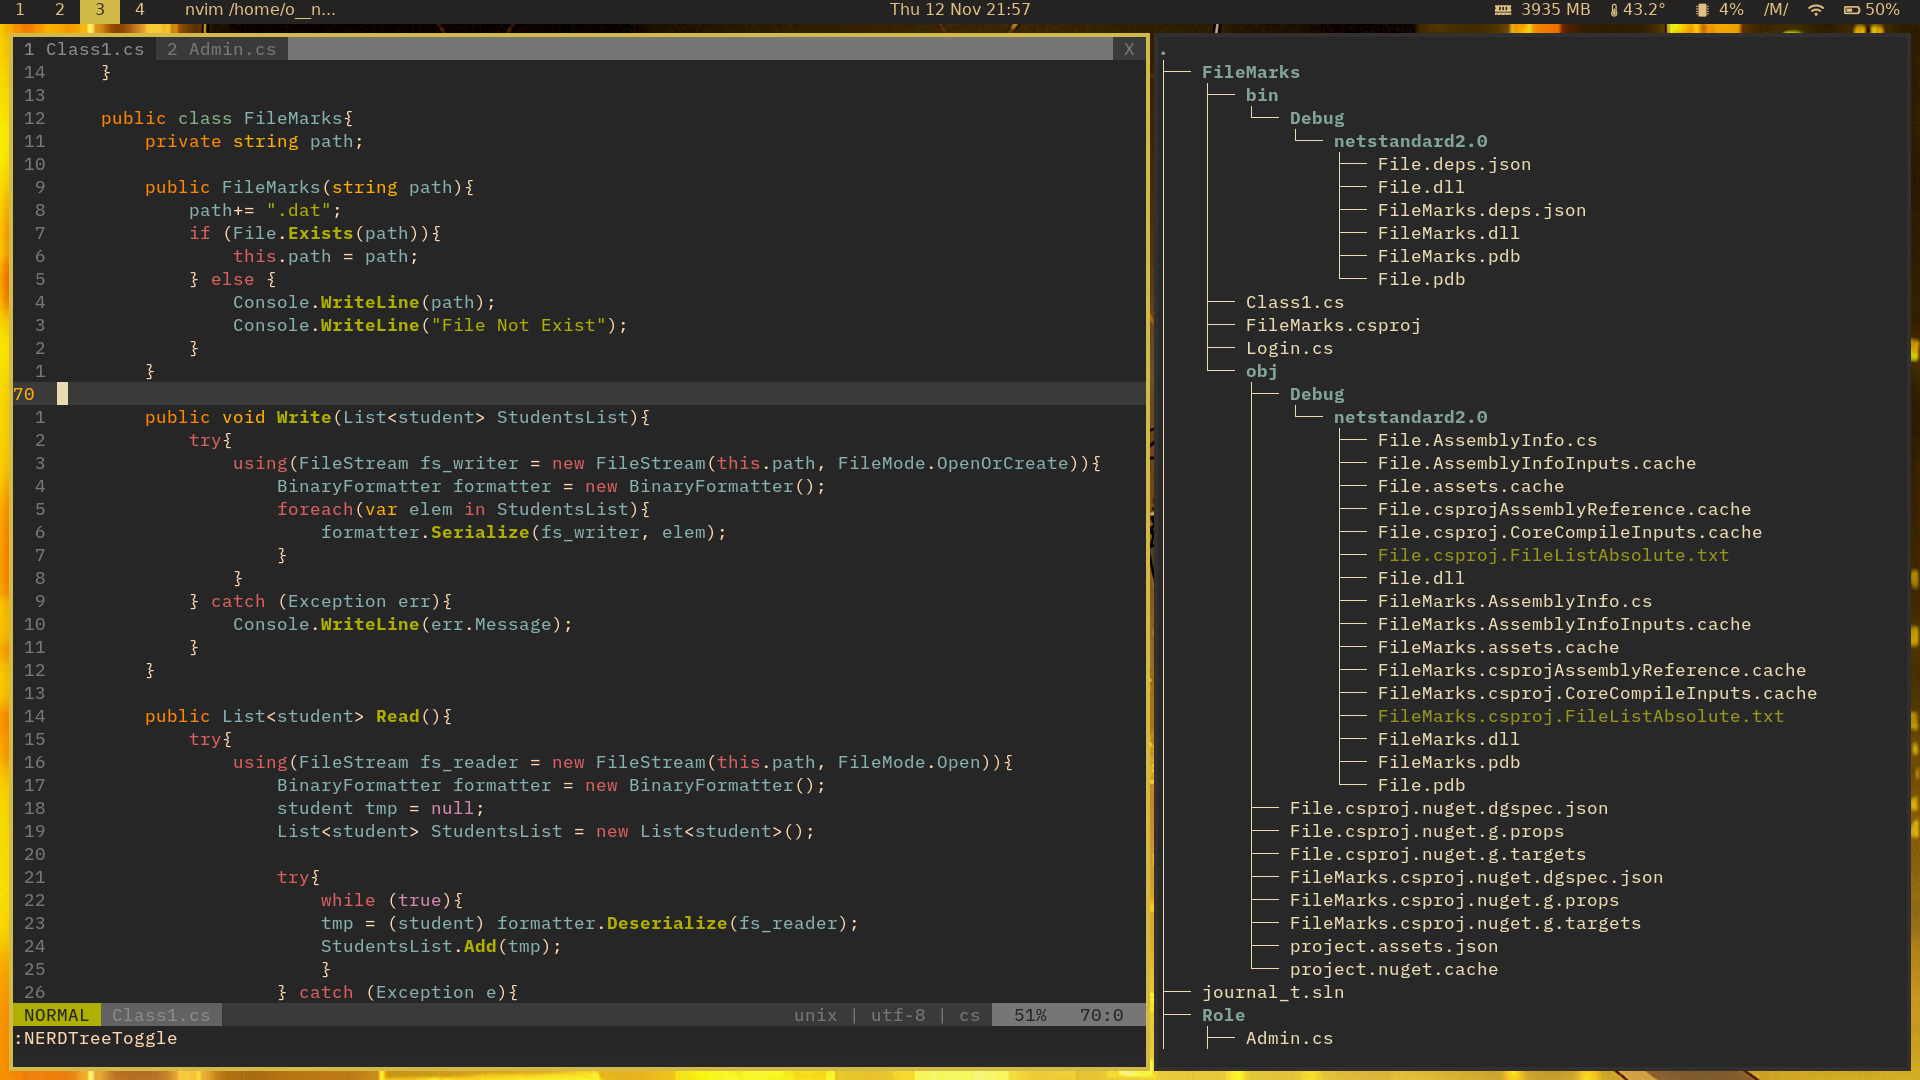 1 2 3 4 nvim /home/o__n... Thu 12 Nov 21:57 3935 MB 43.2° 4% /M/ 50%
1 Class1.cs 2 Admin.cs X
14 }
13
12 public class FileMarks{
11 private string path;
10
9 public FileMarks(string path){
8 path+= ".dat";
7 if (File.Exists(path)){
6 this.path = path;
5 } else {
4 Console.WriteLine(path);
3 Console.WriteLine("File Not Exist");
2 }
1 }
70
1 public void Write(List<student> StudentsList){
2 try{
3 using(FileStream fs_writer = new FileStream(this.path, FileMode.OpenOrCreate)){
4 BinaryFormatter formatter = new BinaryFormatter();
5 foreach(var elem in StudentsList){
6 formatter.Serialize(fs_writer, elem);
7 }
8 }
9 } catch (Exception err){
10 Console.WriteLine(err.Message);
11 }
12 }
13
14 public List<student> Read(){
15 try{
16 using(FileStream fs_reader = new FileStream(this.path, FileMode.Open)){
17 BinaryFormatter formatter = new BinaryFormatter();
18 student tmp = null;
19 List<student> StudentsList = new List<student>();
20
21 try{
22 while (true){
23 tmp = (student) formatter.Deserialize(fs_reader);
24 StudentsList.Add(tmp);
25 }
26 } catch (Exception e){
NORMAL Class1.cs unix | utf-8 | cs 51% 70:0
:NERDTreeToggle
.
├── FileMarks
│   ├── bin
│   │   └── Debug
│   │       └── netstandard2.0
│   │           ├── File.deps.json
│   │           ├── File.dll
│   │           ├── FileMarks.deps.json
│   │           ├── FileMarks.dll
│   │           ├── FileMarks.pdb
│   │           └── File.pdb
│   ├── Class1.cs
│   ├── FileMarks.csproj
│   ├── Login.cs
│   └── obj
│       ├── Debug
│       │   └── netstandard2.0
│       │       ├── File.AssemblyInfo.cs
│       │       ├── File.AssemblyInfoInputs.cache
│       │       ├── File.assets.cache
│       │       ├── File.csprojAssemblyReference.cache
│       │       ├── File.csproj.CoreCompileInputs.cache
│       │       ├── File.csproj.FileListAbsolute.txt
│       │       ├── File.dll
│       │       ├── FileMarks.AssemblyInfo.cs
│       │       ├── FileMarks.AssemblyInfoInputs.cache
│       │       ├── FileMarks.assets.cache
│       │       ├── FileMarks.csprojAssemblyReference.cache
│       │       ├── FileMarks.csproj.CoreCompileInputs.cache
│       │       ├── FileMarks.csproj.FileListAbsolute.txt
│       │       ├── FileMarks.dll
│       │       ├── FileMarks.pdb
│       │       └── File.pdb
│       ├── File.csproj.nuget.dgspec.json
│       ├── File.csproj.nuget.g.props
│       ├── File.csproj.nuget.g.targets
│       ├── FileMarks.csproj.nuget.dgspec.json
│       ├── FileMarks.csproj.nuget.g.props
│       ├── FileMarks.csproj.nuget.g.targets
│       ├── project.assets.json
│       └── project.nuget.cache
├── journal_t.sln
├── Role
│   ├── Admin.cs